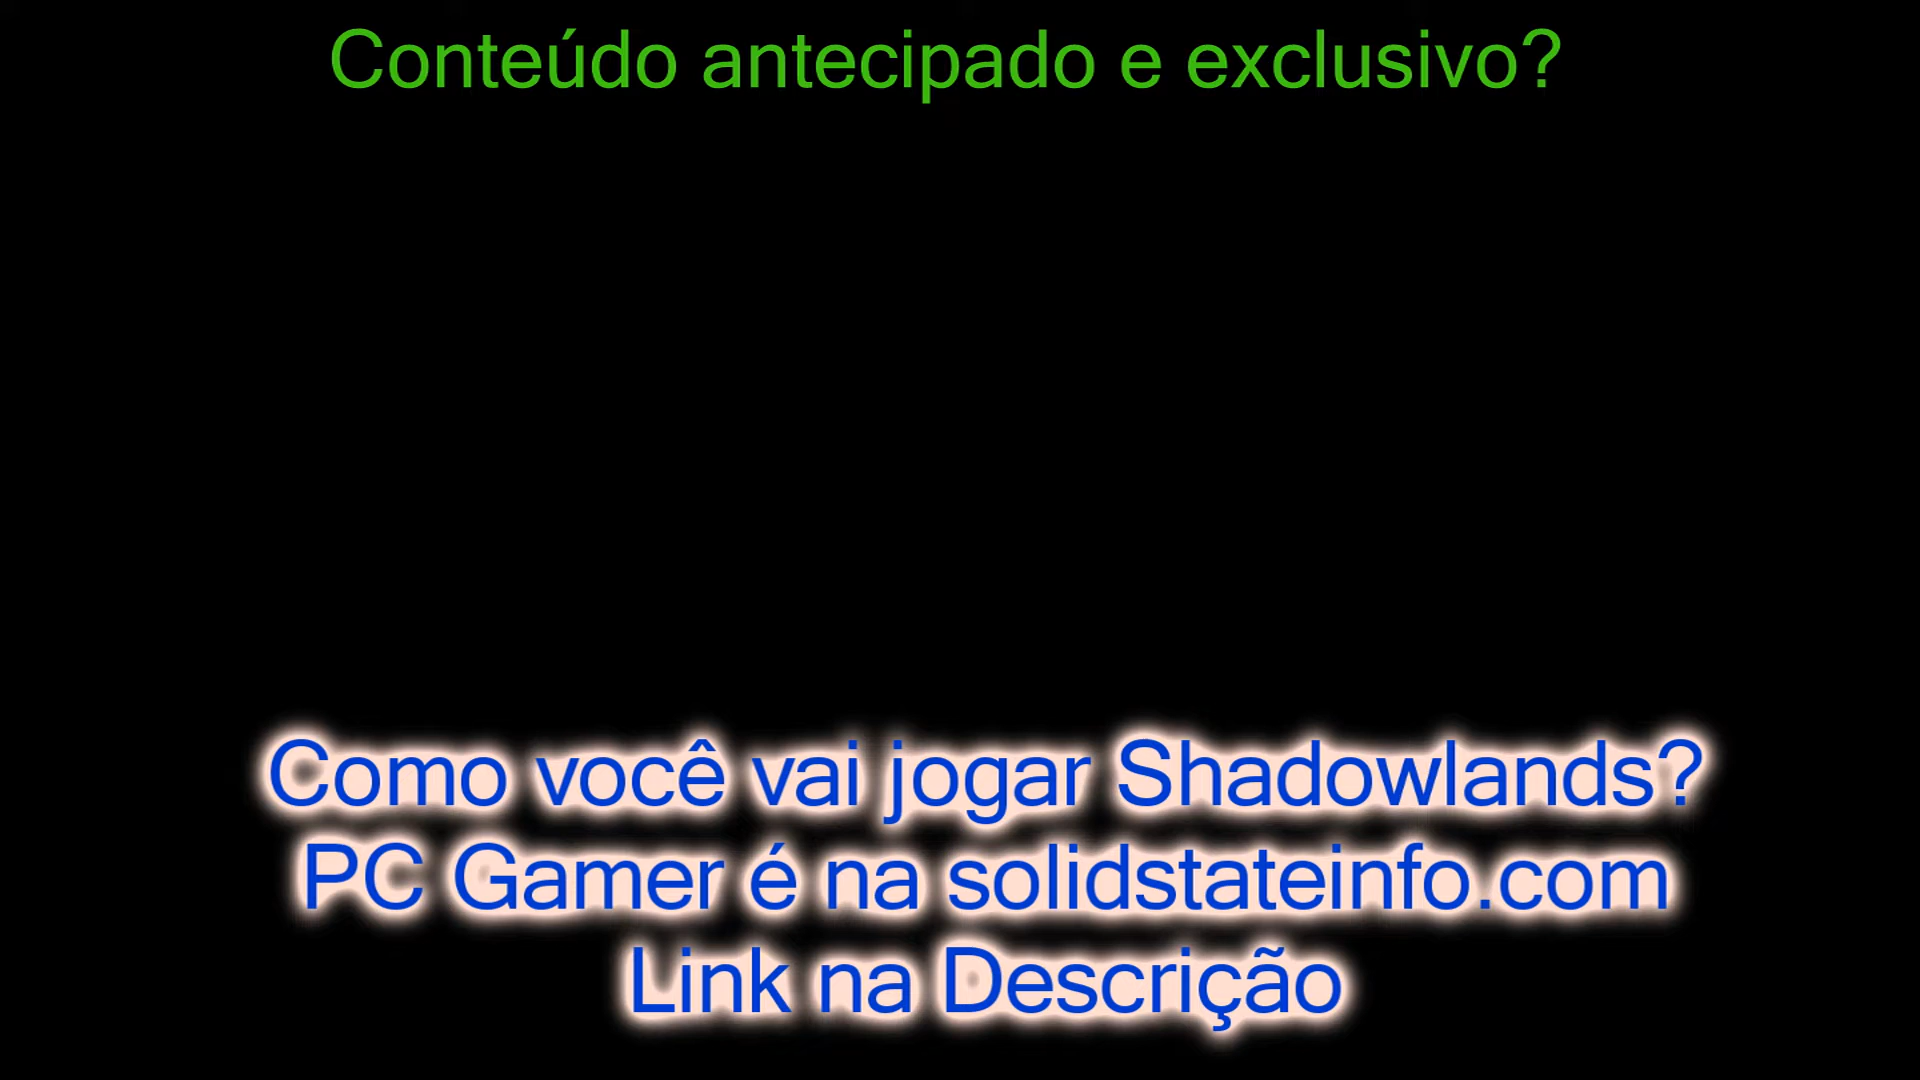 Conteúdo antecipado e exclusivo?
Como você vai jogar Shadowlands?
PC Gamer é na solidstateinfo.com
Link na Descrição